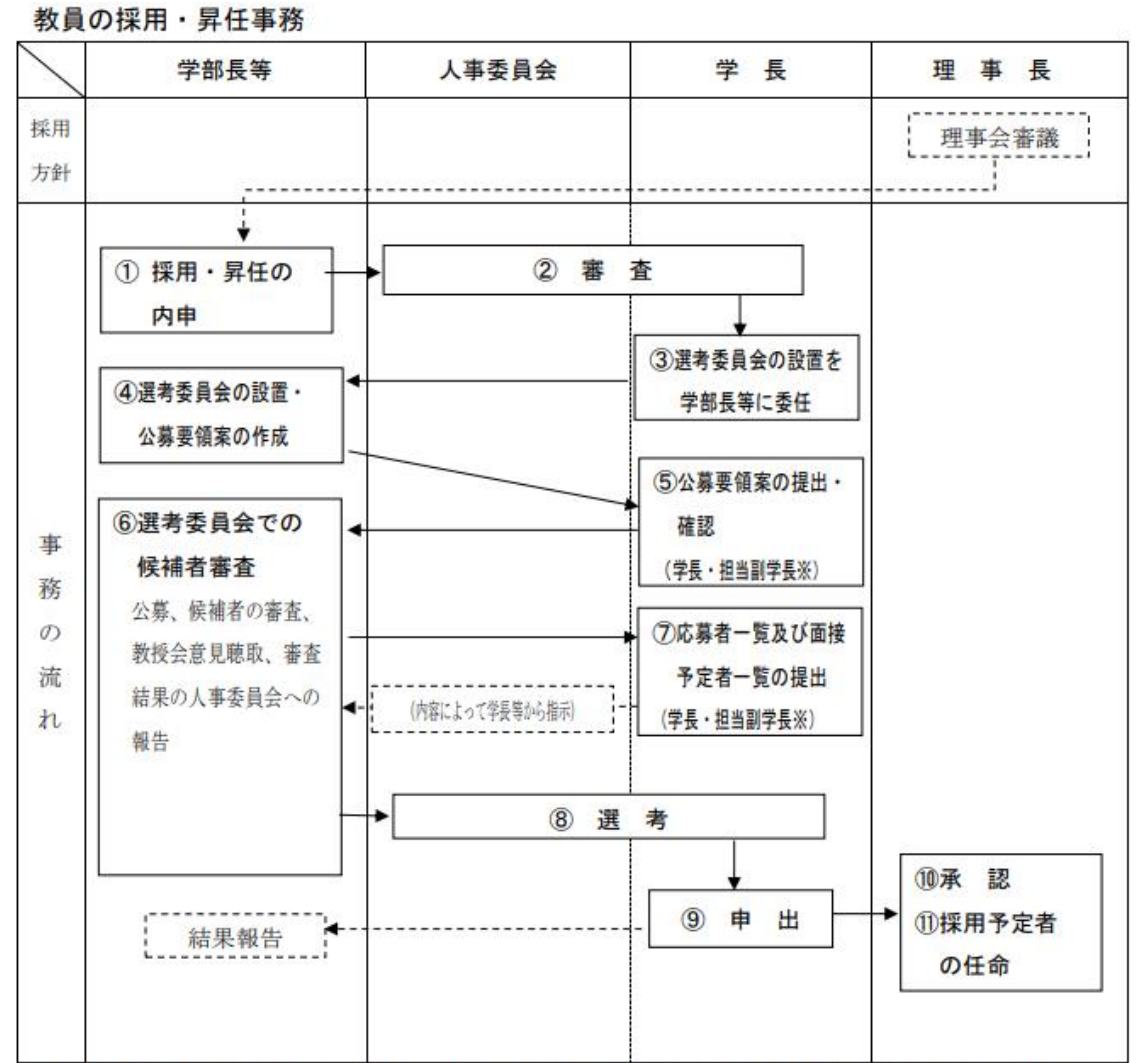 教員の採用・昇任事務
学部長等
人事委員会
学 長
理 事 長
採用
方針
理事会審議
事務の流れ
① 採用・昇任の
内申
② 審 査
③選考委員会の設置を
学部長等に委任
④選考委員会の設置・
公募要領案の作成
⑤公募要領案の提出・
確認
(学長・担当副学長※)
⑥選考委員会での
候補者審査
公募、候補者の審査、
教授会意見聴取、審査
結果の人事委員会への
報告
⑦応募者一覧及び面接
予定者一覧の提出
(学長・担当副学長※)
(内容によって学長等から指示)
⑧ 選 考
⑨ 申 出
結果報告
⑩承 認
⑪採用予定者
の任命